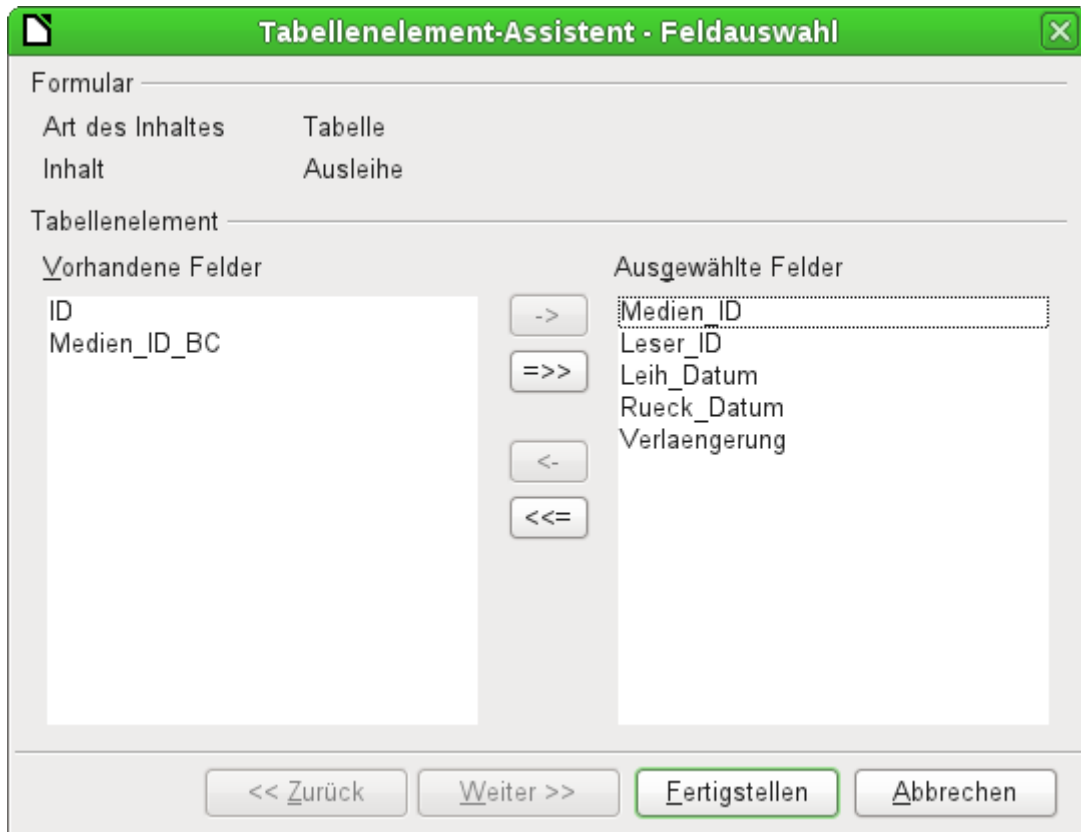 Tabellenelement-Assistent - Feldauswahl
Formular
Art des Inhaltes Tabelle
Inhalt Ausleihe
Tabellenelement
Vorhandene Felder
ID
Medien_ID_BC
->
=>>
<-
<<=
Ausgewählte Felder
Medien_ID
Leser_ID
Leih_Datum
Rueck_Datum
Verlaengerung
<< Zurück Weiter >> Fertigstellen Abbrechen